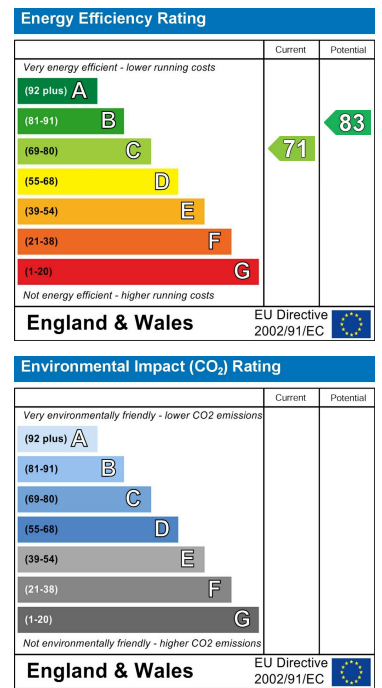 Energy Efficiency Rating
Current Potential
Very energy efficient - lower running costs
(92 plus) A
(81-91) B 83
(69-80) C 71
(55-68) D
(39-54) E
(21-38) F
(1-20) G
Not energy efficient - higher running costs
England & Wales
EU Directive
2002/91/EC
Environmental Impact (CO₂) Rating
Current Potential
Very environmentally friendly - lower CO2 emissions
(92 plus) A
(81-91) B
(69-80) C
(55-68) D
(39-54) E
(21-38) F
(1-20) G
Not environmentally friendly - higher CO2 emissions
England & Wales
EU Directive
2002/91/EC